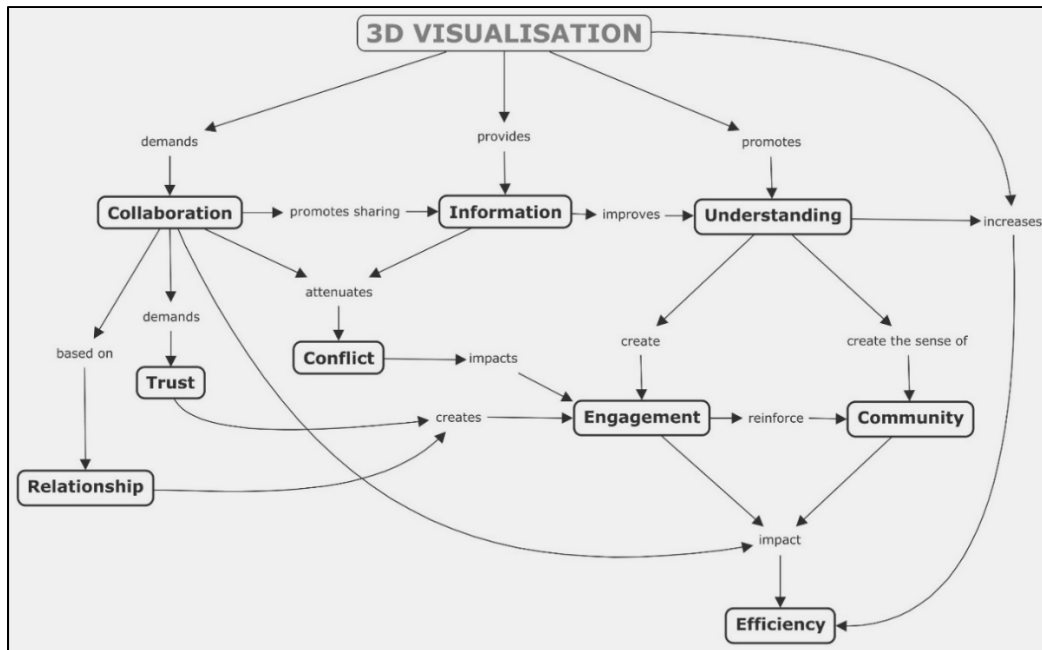 3D VISUALISATION
demands
provides
promotes
Collaboration
promotes sharing
Information
improves
Understanding
increases
attenuates
demands
based on
Conflict
impacts
create
create the sense of
Trust
creates
Engagement
reinforce
Community
Relationship
impact
Efficiency